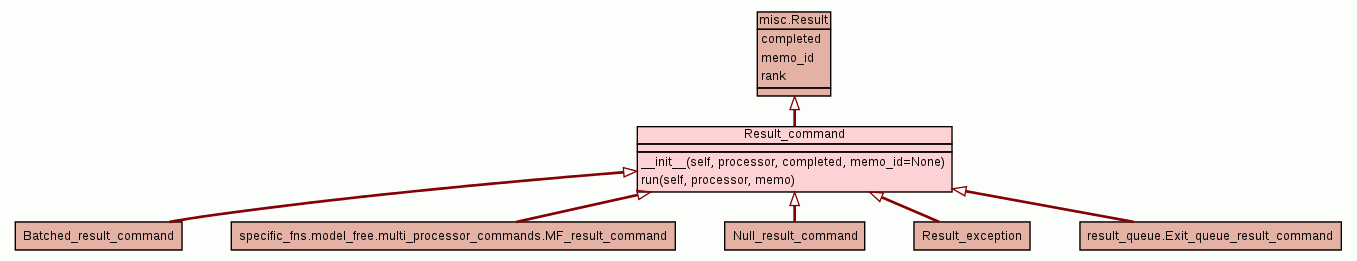 misc.Result
completed
memo_id
rank
Result_command
__init__(self, processor, completed, memo_id=None)
run(self, processor, memo)
Batched_result_command
specific_fns.model_free.multi_processor_commands.MF_result_command
Null_result_command
Result_exception
result_queue.Exit_queue_result_command